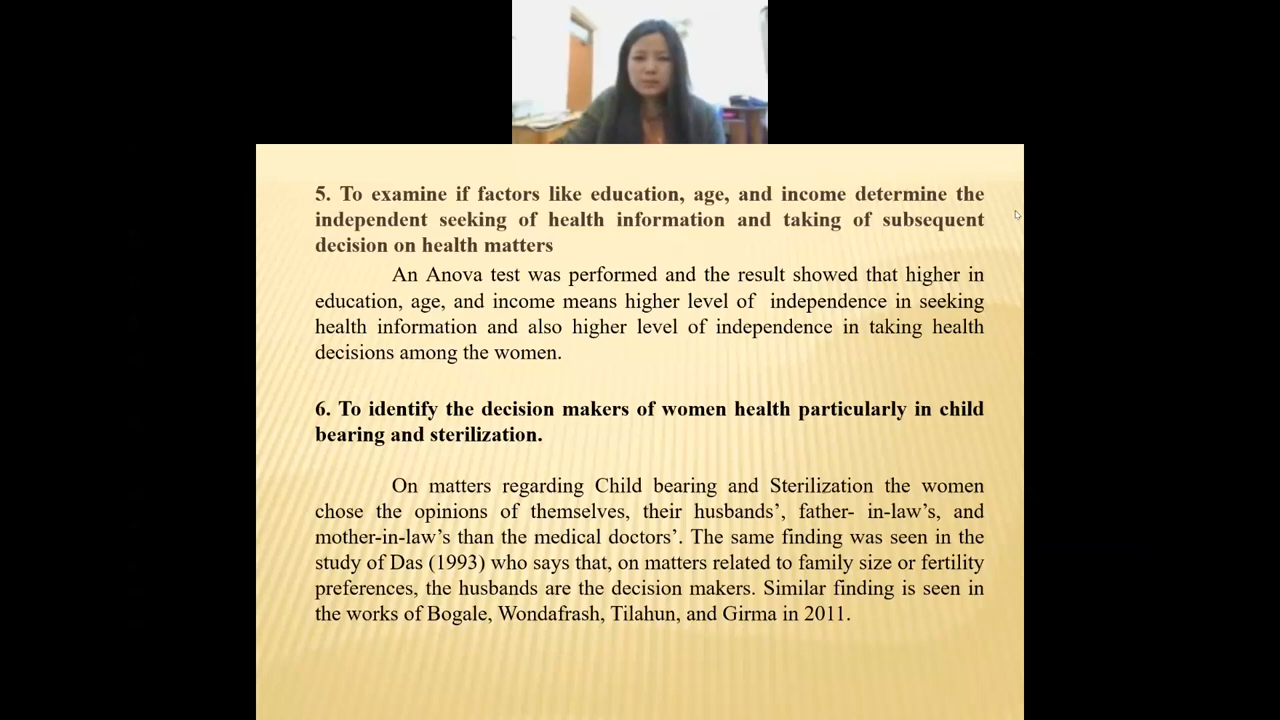 5. To examine if factors like education, age, and income determine the
independent seeking of health information and taking of subsequent
decision on health matters
An Anova test was performed and the result showed that higher in
education, age, and income means higher level of independence in seeking
health information and also higher level of independence in taking health
decisions among the women.
6. To identify the decision makers of women health particularly in child
bearing and sterilization.
On matters regarding Child bearing and Sterilization the women
chose the opinions of themselves, their husbands’, father- in-law’s, and
mother-in-law’s than the medical doctors’. The same finding was seen in the
study of Das (1993) who says that, on matters related to family size or fertility
preferences, the husbands are the decision makers. Similar finding is seen in
the works of Bogale, Wondafrash, Tilahun, and Girma in 2011.